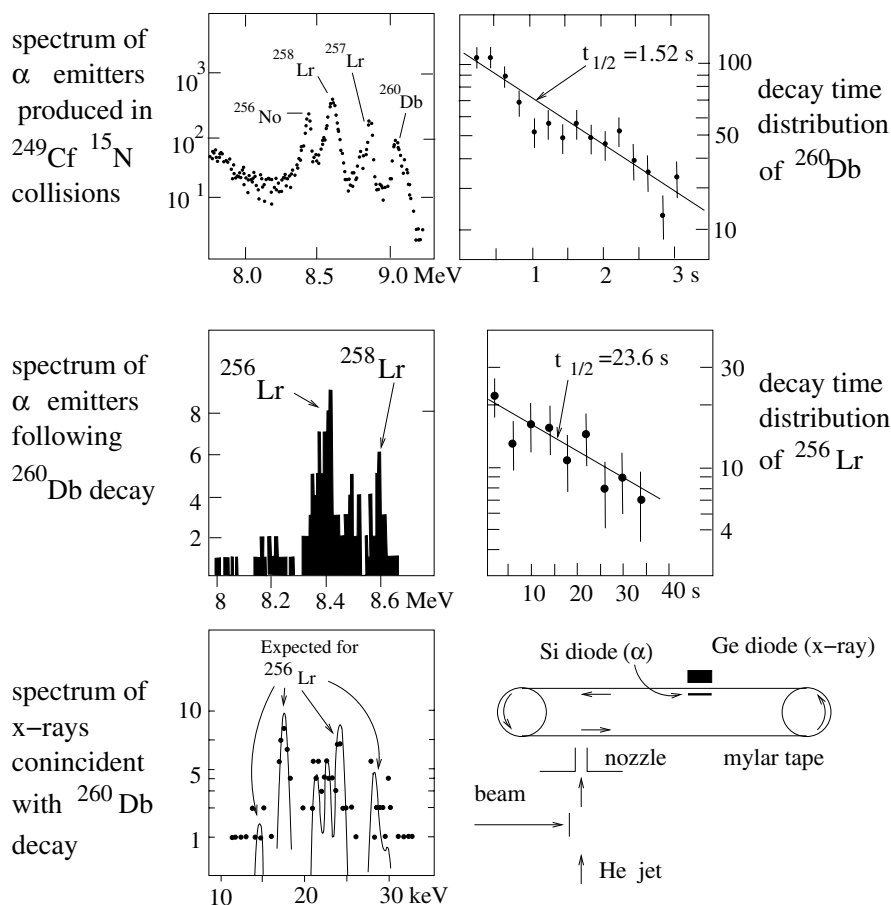 spectrum of
α emitters
produced in
²⁴⁹Cf ¹⁵N
collisions
10³
10²
10¹
²⁵⁶No
²⁵⁸Lr
²⁵⁷Lr
²⁶⁰Db
8.0 8.5 9.0 MeV
t 1/2 =1.52 s
100
50
10
1 2 3 s
decay time
distribution
of ²⁶⁰Db
spectrum of
α emitters
following
²⁶⁰Db decay
8
6
4
2
²⁵⁶Lr
²⁵⁸Lr
8 8.2 8.4 8.6 MeV
t 1/2 =23.6 s
30
10
4
10 20 30 40 s
decay time
distribution
of ²⁵⁶Lr
spectrum of
x−rays
conincident
with ²⁶⁰Db
decay
10
5
1
Expected for
²⁵⁶Lr
10 20 30 keV
Si diode (α)
Ge diode (x−ray)
nozzle
mylar tape
beam
He jet